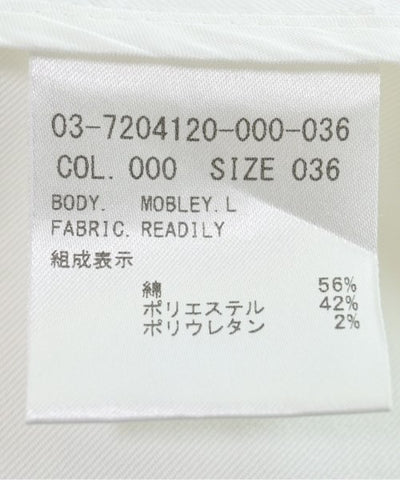 03-7204120-000-036
COL. 000 SIZE 036
BODY. MOBLEY. L
FABRIC. READILY
組成表示
綿 56%
ポリエステル 42%
ポリウレタン 2%